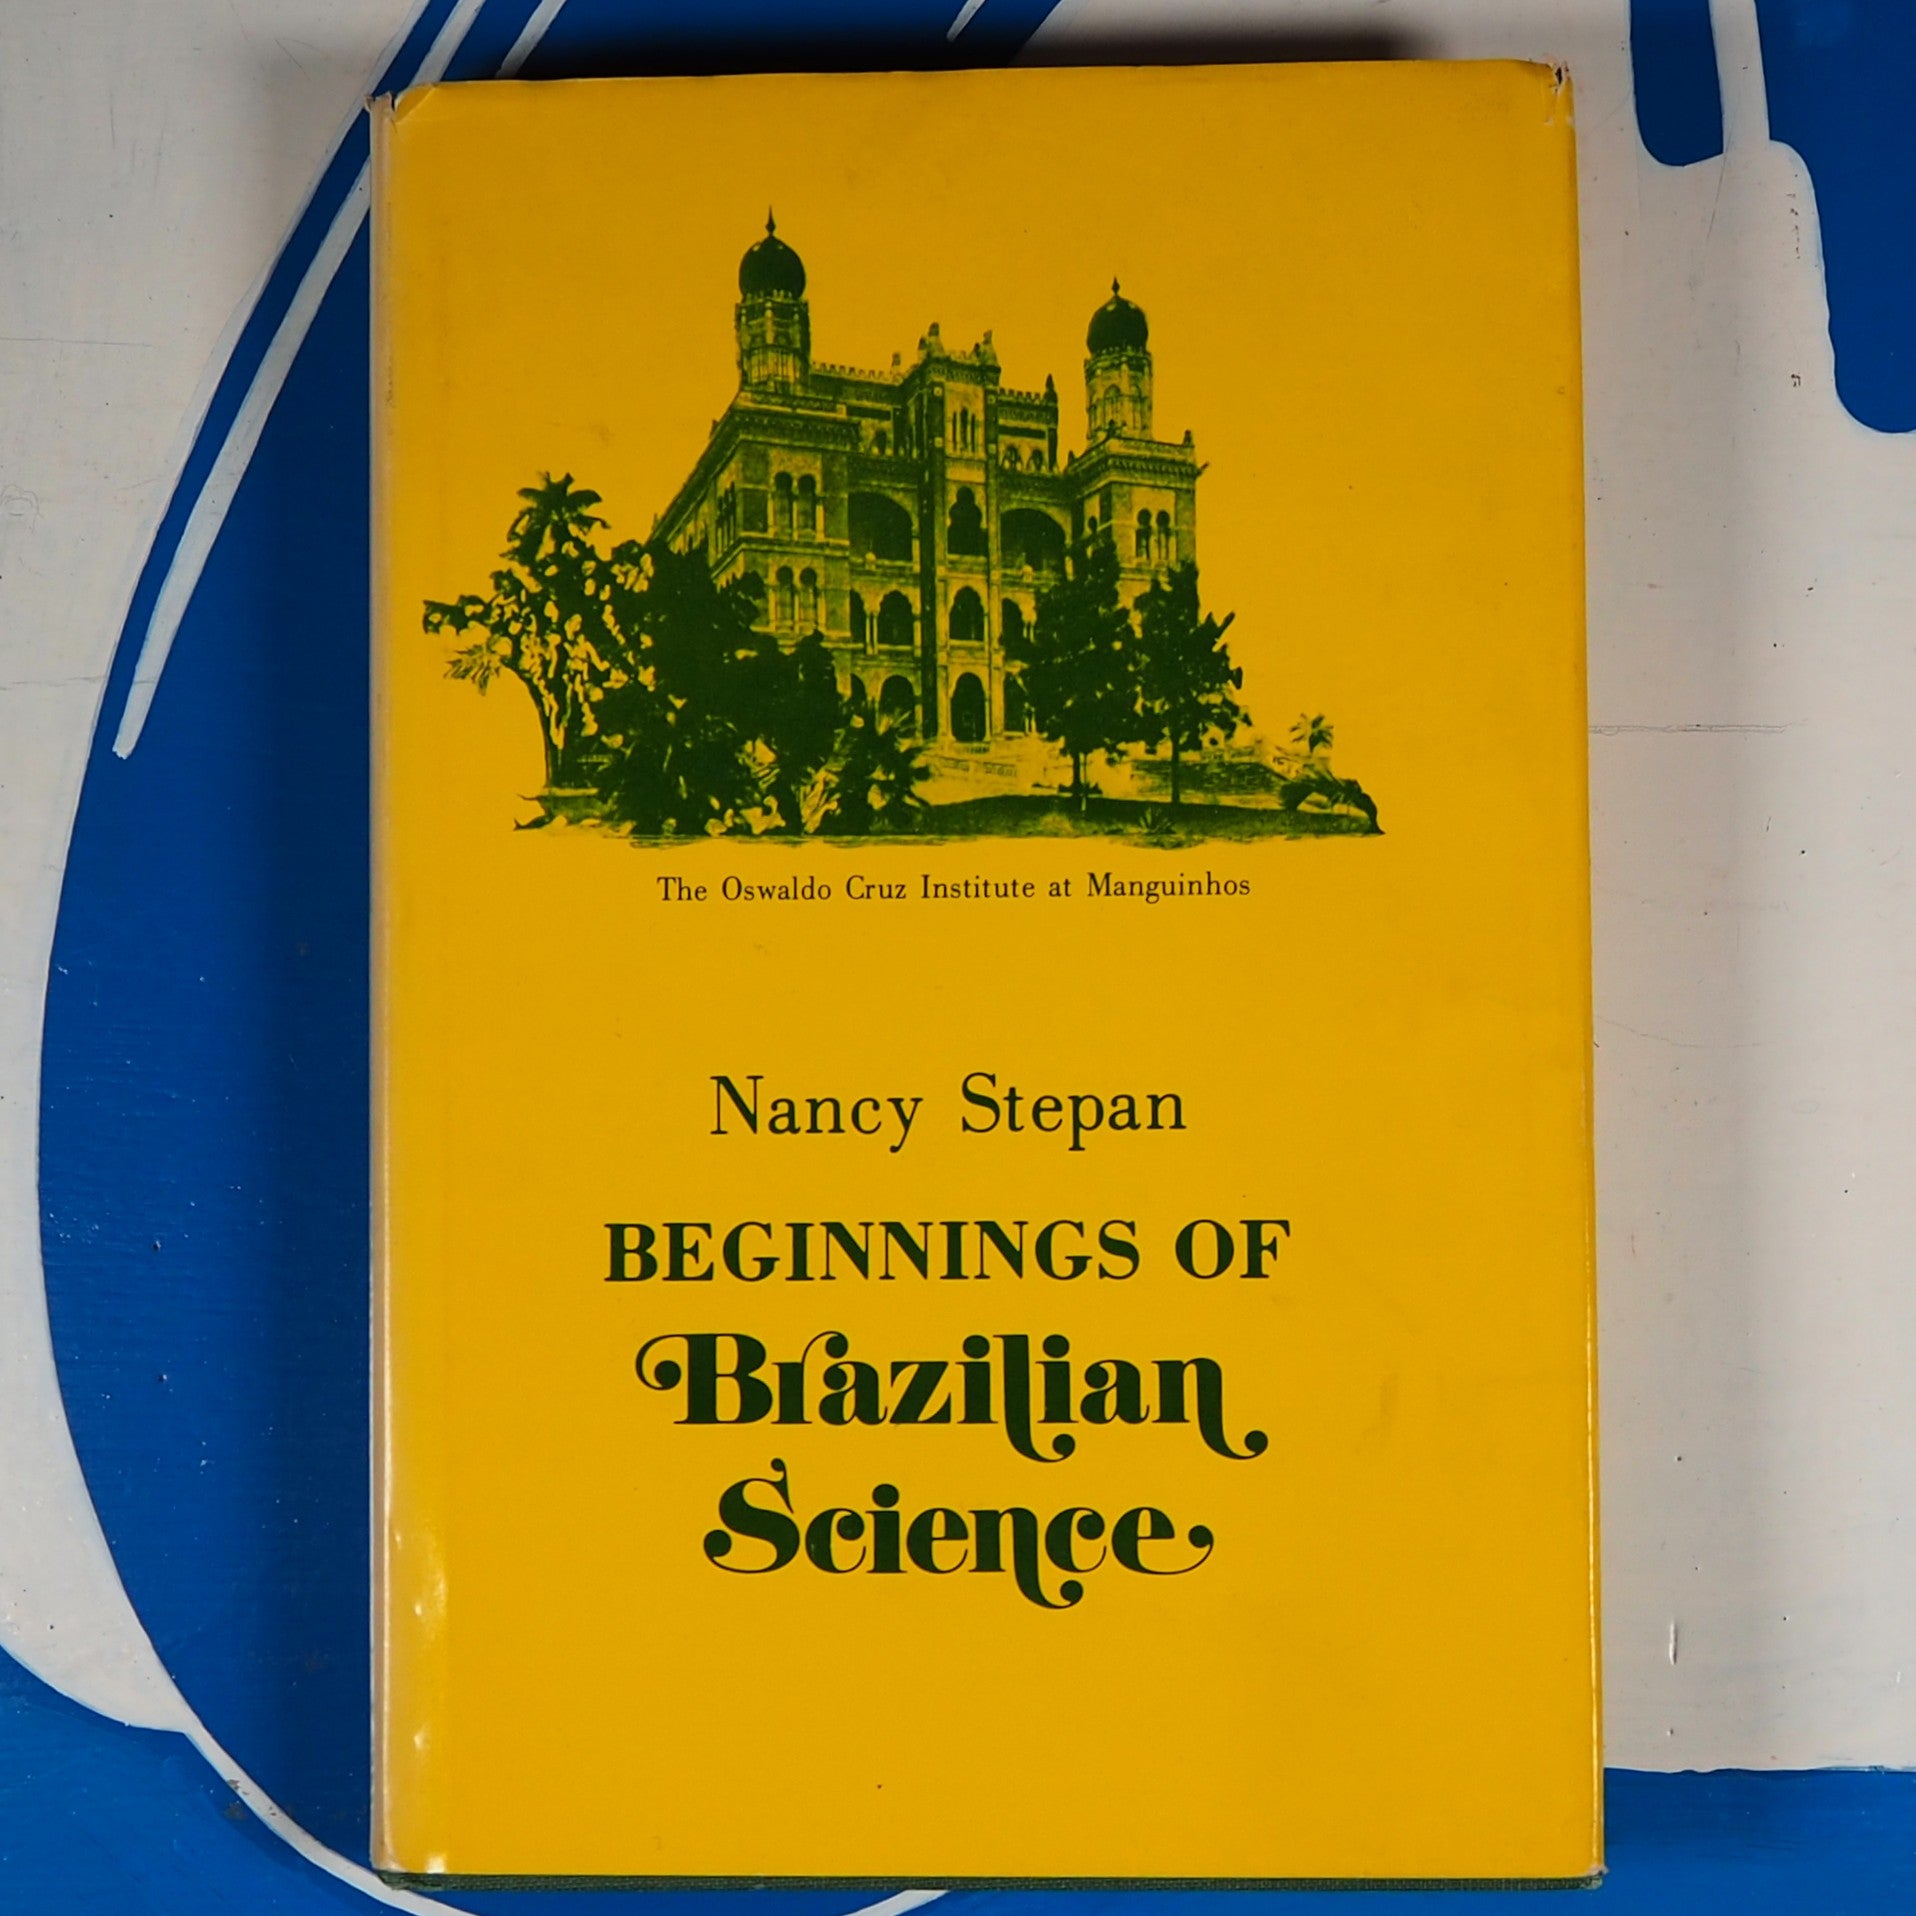 The Oswaldo Cruz Institute at Manguinhos
Nancy Stepan
BEGINNINGS OF
Brazilian
Science